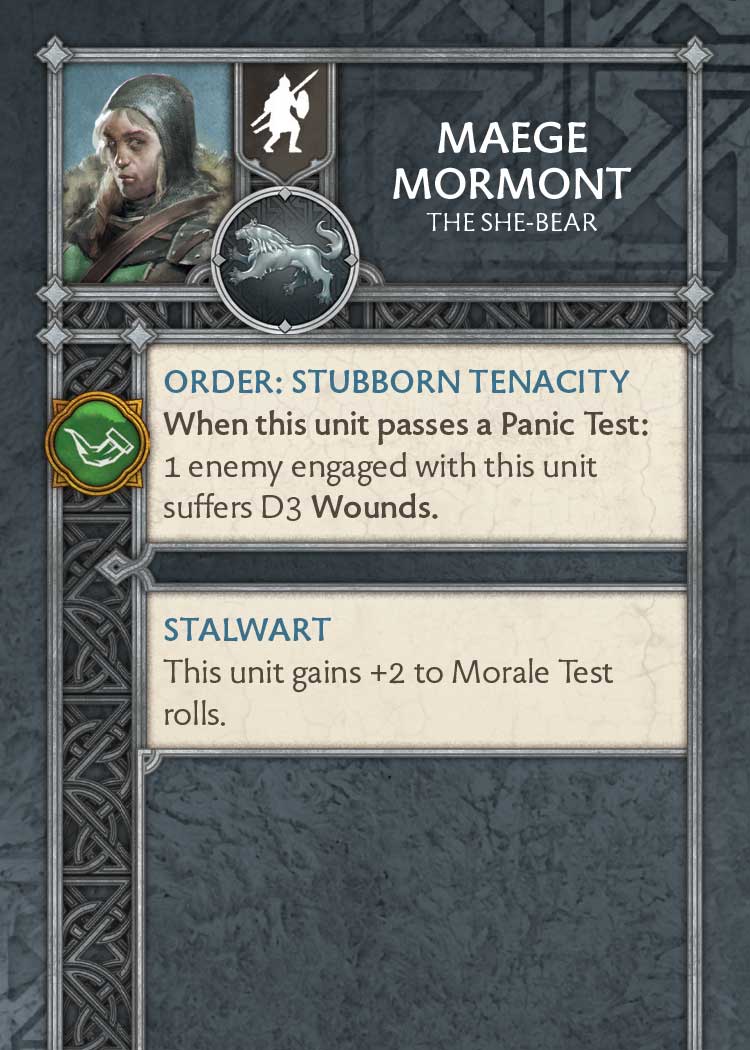 MAEGE
MORMONT
THE SHE-BEAR
ORDER: STUBBORN TENACITY
When this unit passes a Panic Test:
1 enemy engaged with this unit
suffers D3 Wounds.
STALWART
This unit gains +2 to Morale Test
rolls.